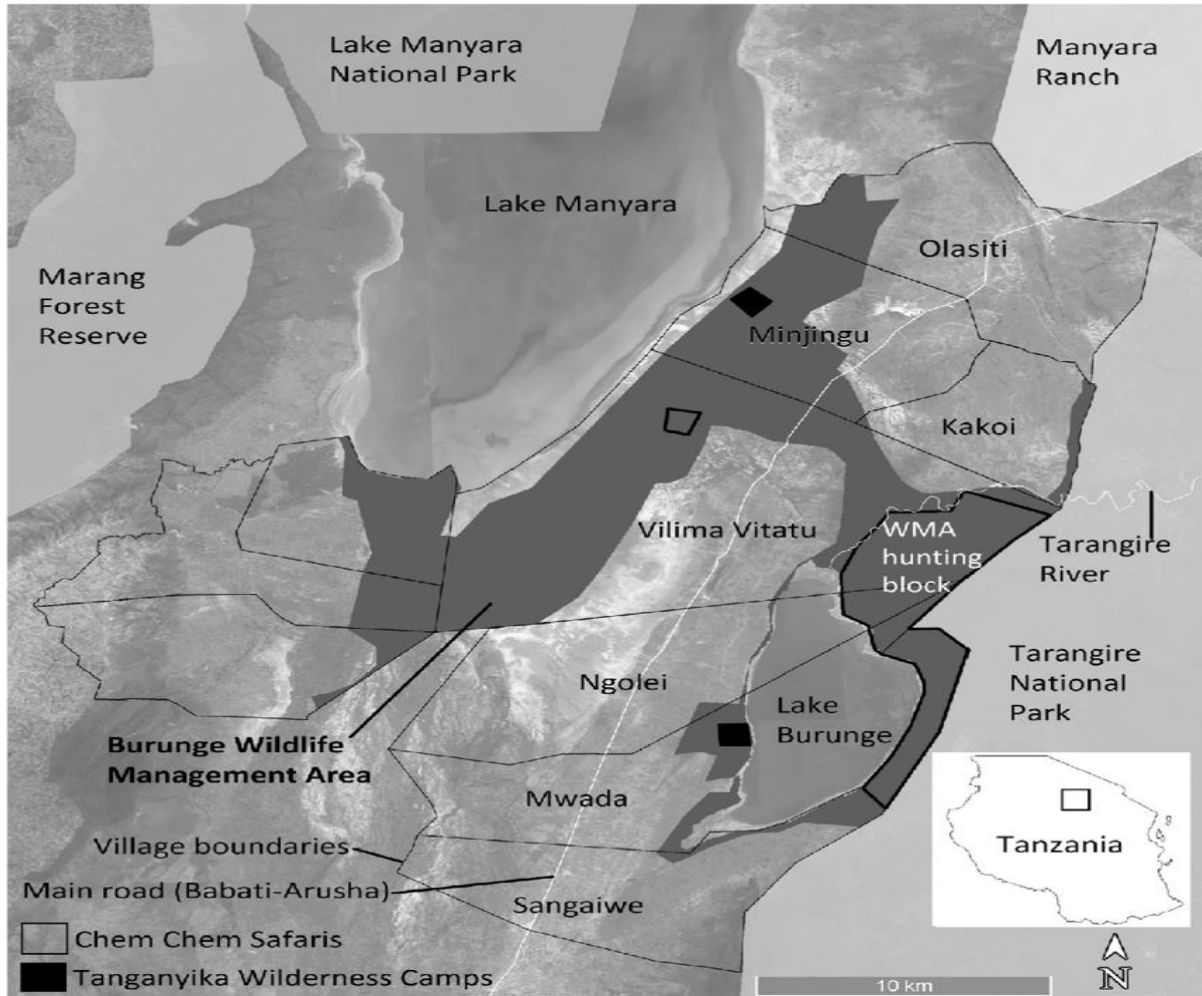 Lake Manyara
National Park
Manyara
Ranch
Lake Manyara
Olasiti
Marang
Forest
Reserve
Minjingu
Kakoi
Vilima Vitatu
WMA
hunting
block
Tarangire
River
Ngolei
Tarangire
National
Park
Lake
Burunge
Burunge Wildlife
Management Area
Mwada
Village boundaries
Tanzania
Main road (Babati-Arusha)
Sangaiwe
Chem Chem Safaris
Tanganyika Wilderness Camps
10 km
N